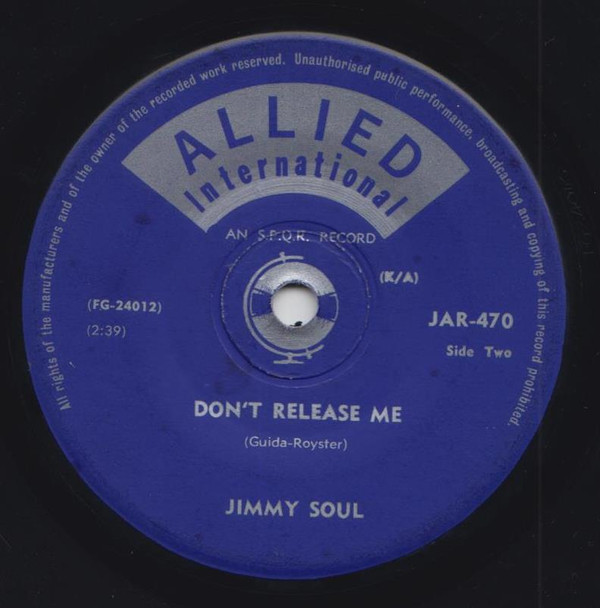 All rights of the manufacturers and of the owner of the recorded work reserved. Unauthorised public performance, broadcasting and copying of this record prohibited.
ALLIED
International
AN S.P.Q.R. RECORD
(K/A)
(FG-24012)
JAR-470
(2:39)
Side Two
DON'T RELEASE ME
(Guida-Royster)
JIMMY SOUL